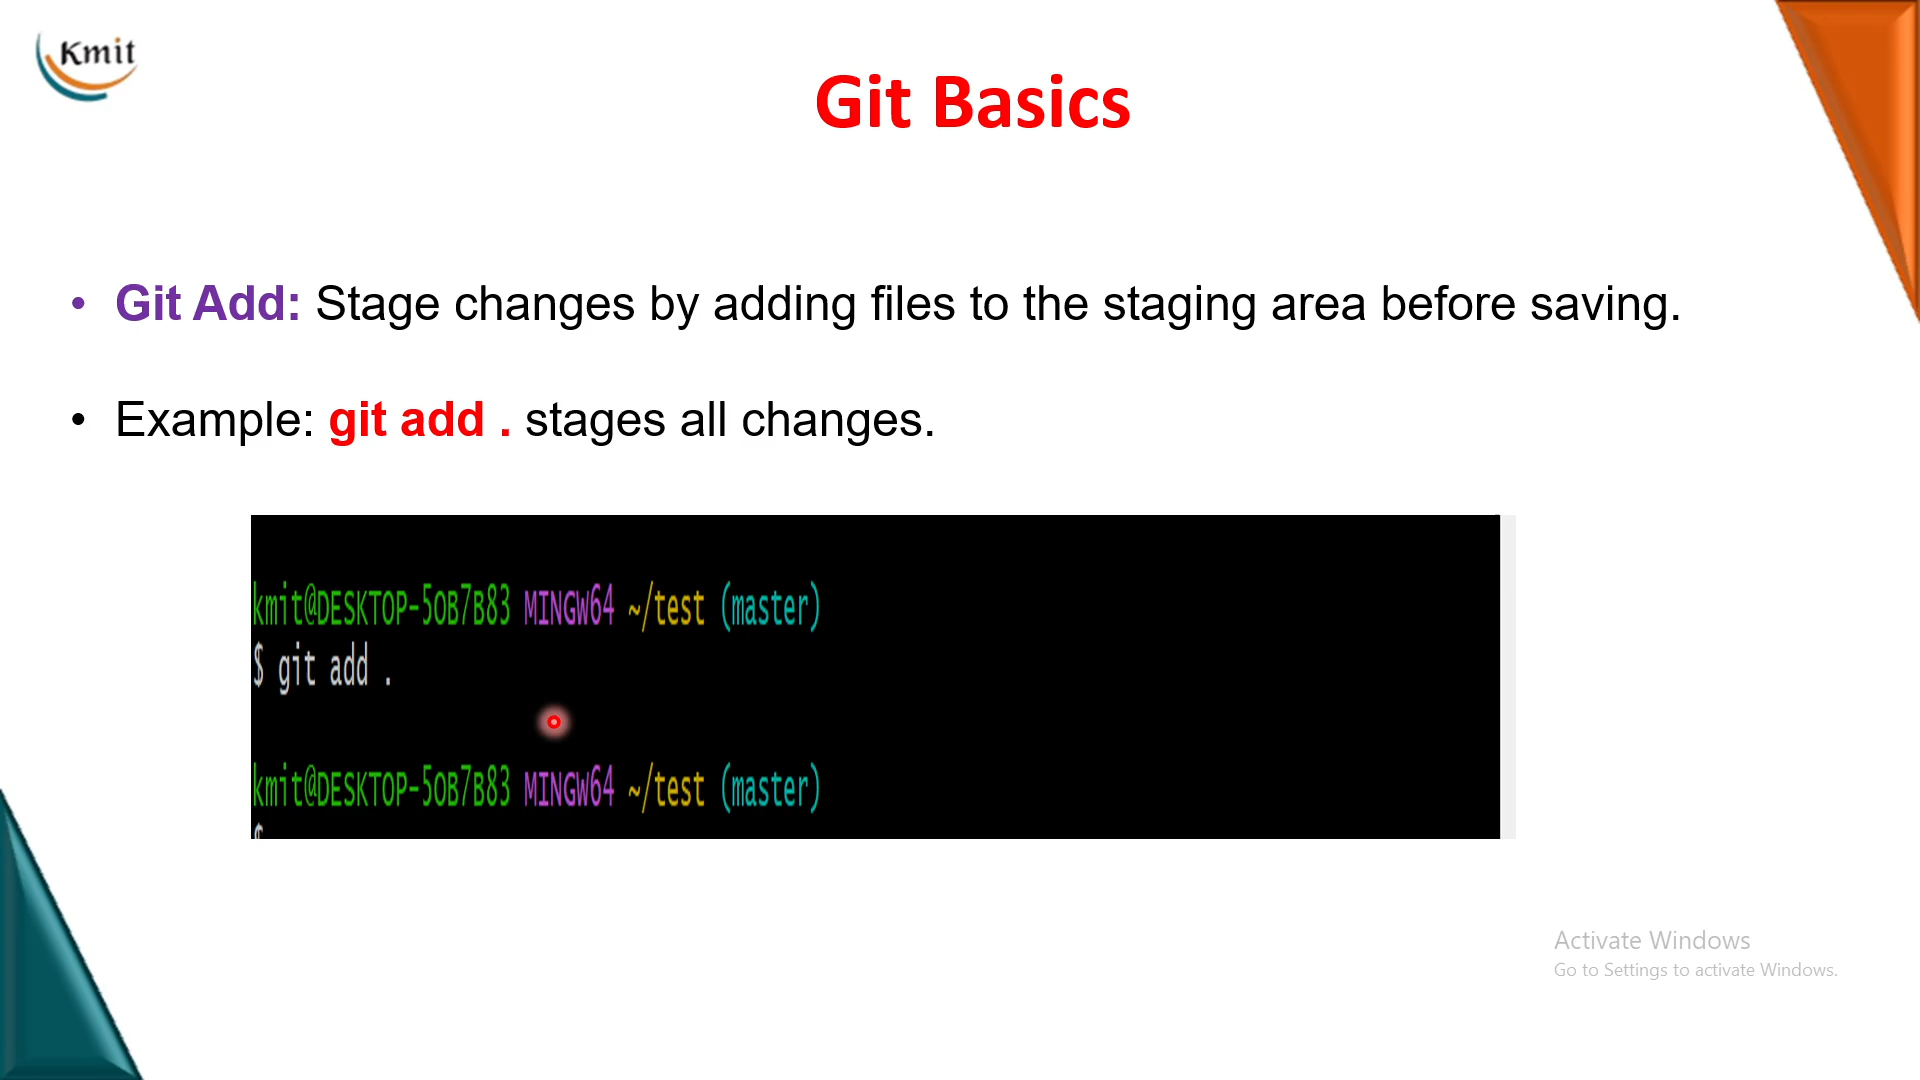 Kmit
Git Basics
• Git Add: Stage changes by adding files to the staging area before saving.
• Example: git add . stages all changes.
kmit@DESKTOP-5OB7B83 MINGW64 ~/test (master)
$ git add .
kmit@DESKTOP-5OB7B83 MINGW64 ~/test (master)
$
Activate Windows
Go to Settings to activate Windows.